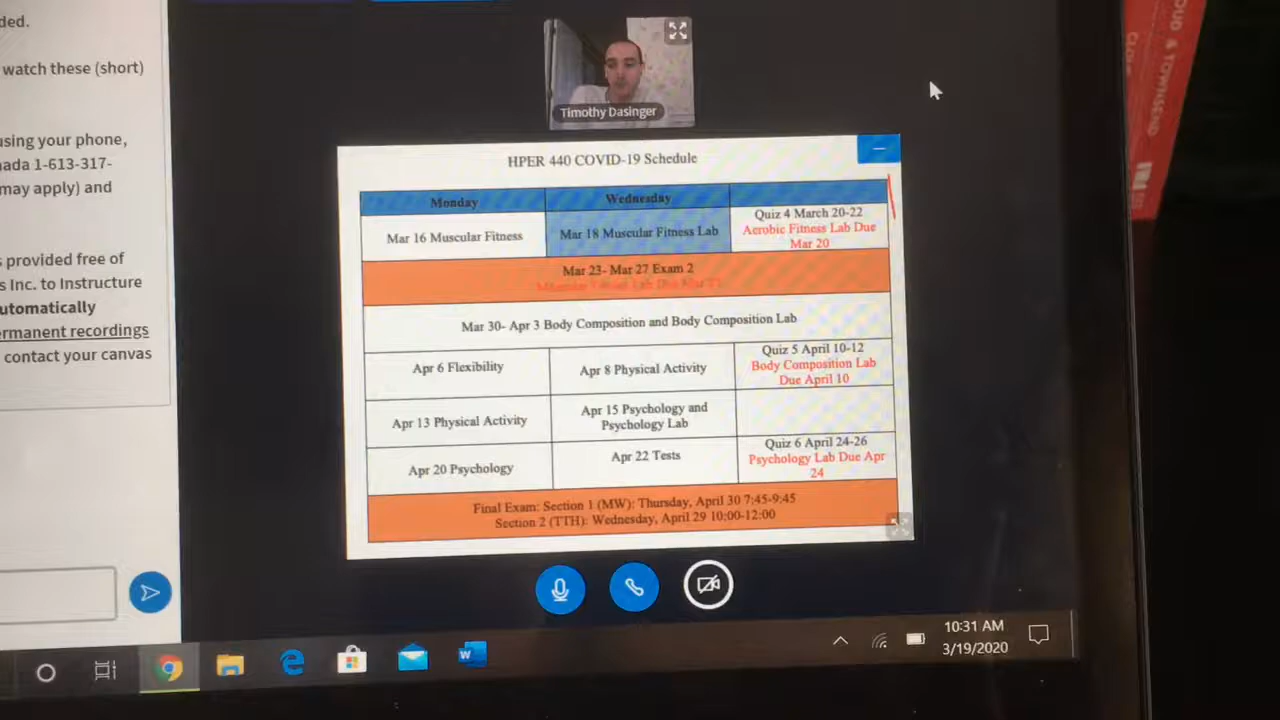 ded.
watch these (short)
using your phone,
nada 1-613-317-
may apply) and
s provided free of
s Inc. to Instructure
utomatically
ermanent recordings
contact your canvas
Timothy Dasinger
HPER 440 COVID-19 Schedule
Monday
Wednesday
Mar 16 Muscular Fitness
Mar 18 Muscular Fitness Lab
Quiz 4 March 20-22
Aerobic Fitness Lab Due
Mar 20
Mar 23- Mar 27 Exam 2
Lab Due Mar
Mar 30- Apr 3 Body Composition and Body Composition Lab
Apr 6 Flexibility
Apr 8 Physical Activity
Quiz 5 April 10-12
Body Composition Lab
Due April 10
Apr 13 Physical Activity
Apr 15 Psychology and
Psychology Lab
Apr 20 Psychology
Apr 22 Tests
Quiz 6 April 24-26
Psychology Lab Due Apr
24
Final Exam: Section 1 (MW): Thursday, April 30 7:45-9:45
Section 2 (TTH): Wednesday, April 29 10:00-12:00
10:31 AM
3/19/2020
OUD & TOWNSEND